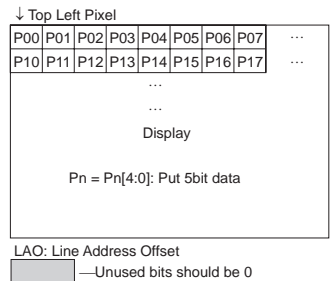 ↓ Top Left Pixel
P00 P01 P02 P03 P04 P05 P06 P07 ...
P10 P11 P12 P13 P14 P15 P16 P17 ...
...
...
Display
Pn = Pn[4:0]: Put 5bit data
LAO: Line Address Offset
—Unused bits should be 0